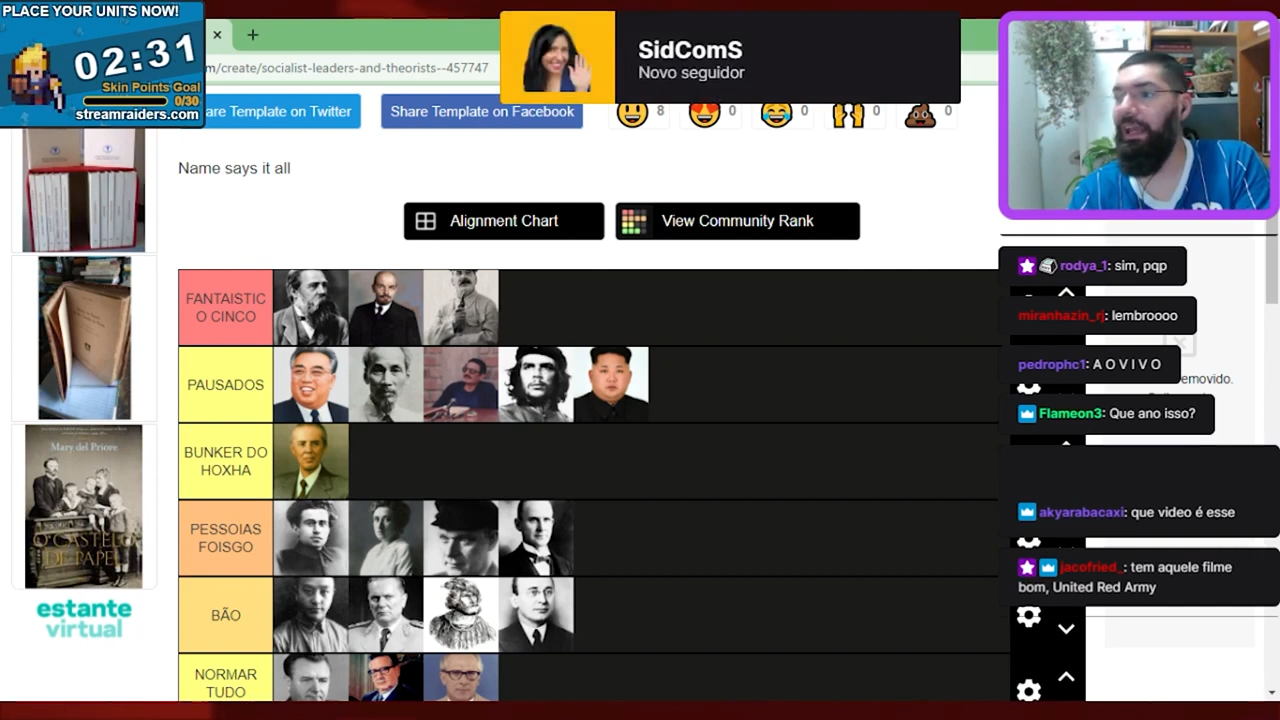 PLACE YOUR UNITS NOW!
02:31
Skin Points Goal
0/30
streamraiders.com
m/create/socialist-leaders-and-theorists--457747
SidComS
Novo seguidor
are Template on Twitter
Share Template on Facebook
8
0
0
0
0
Name says it all
Alignment Chart
View Community Rank
FANTAISTIC
O CINCO
PAUSADOS
BUNKER DO
HOXHA
PESSOIAS
FOISGO
BÃO
NORMAR
TUDO
Mary del Priore
O CASTELO
DE PAPEL
estante
virtual
rodya_1: sim, pqp
miranhazin_rj: lembroooo
pedrophc1: A O V I V O
emovido.
Flameon3: Que ano isso?
akyarabacaxi: que video é esse
jacofried_: tem aquele filme
bom, United Red Army